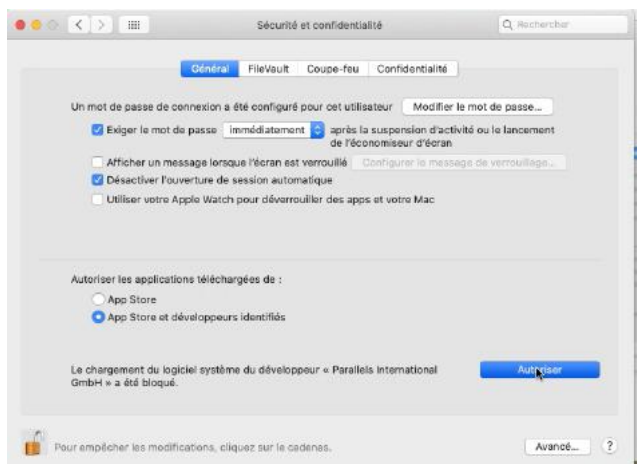 Sécurité et confidentialité
Rechercher
Général FileVault Coupe-feu Confidentialité
Un mot de passe de connexion a été configuré pour cet utilisateur Modifier le mot de passe...
Exiger le mot de passe immédiatement après la suspension d'activité ou le lancement
de l'économiseur d'écran
Afficher un message lorsque l'écran est verrouillé Configurer le message de verrouillage...
Désactiver l'ouverture de session automatique
Utiliser votre Apple Watch pour déverrouiller des apps et votre Mac
Autoriser les applications téléchargées de :
App Store
App Store et développeurs identifiés
Le chargement du logiciel système du développeur « Parallels International
GmbH » a été bloqué.
Autoriser
Pour empêcher les modifications, cliquez sur le cadenas.
Avancé... ?